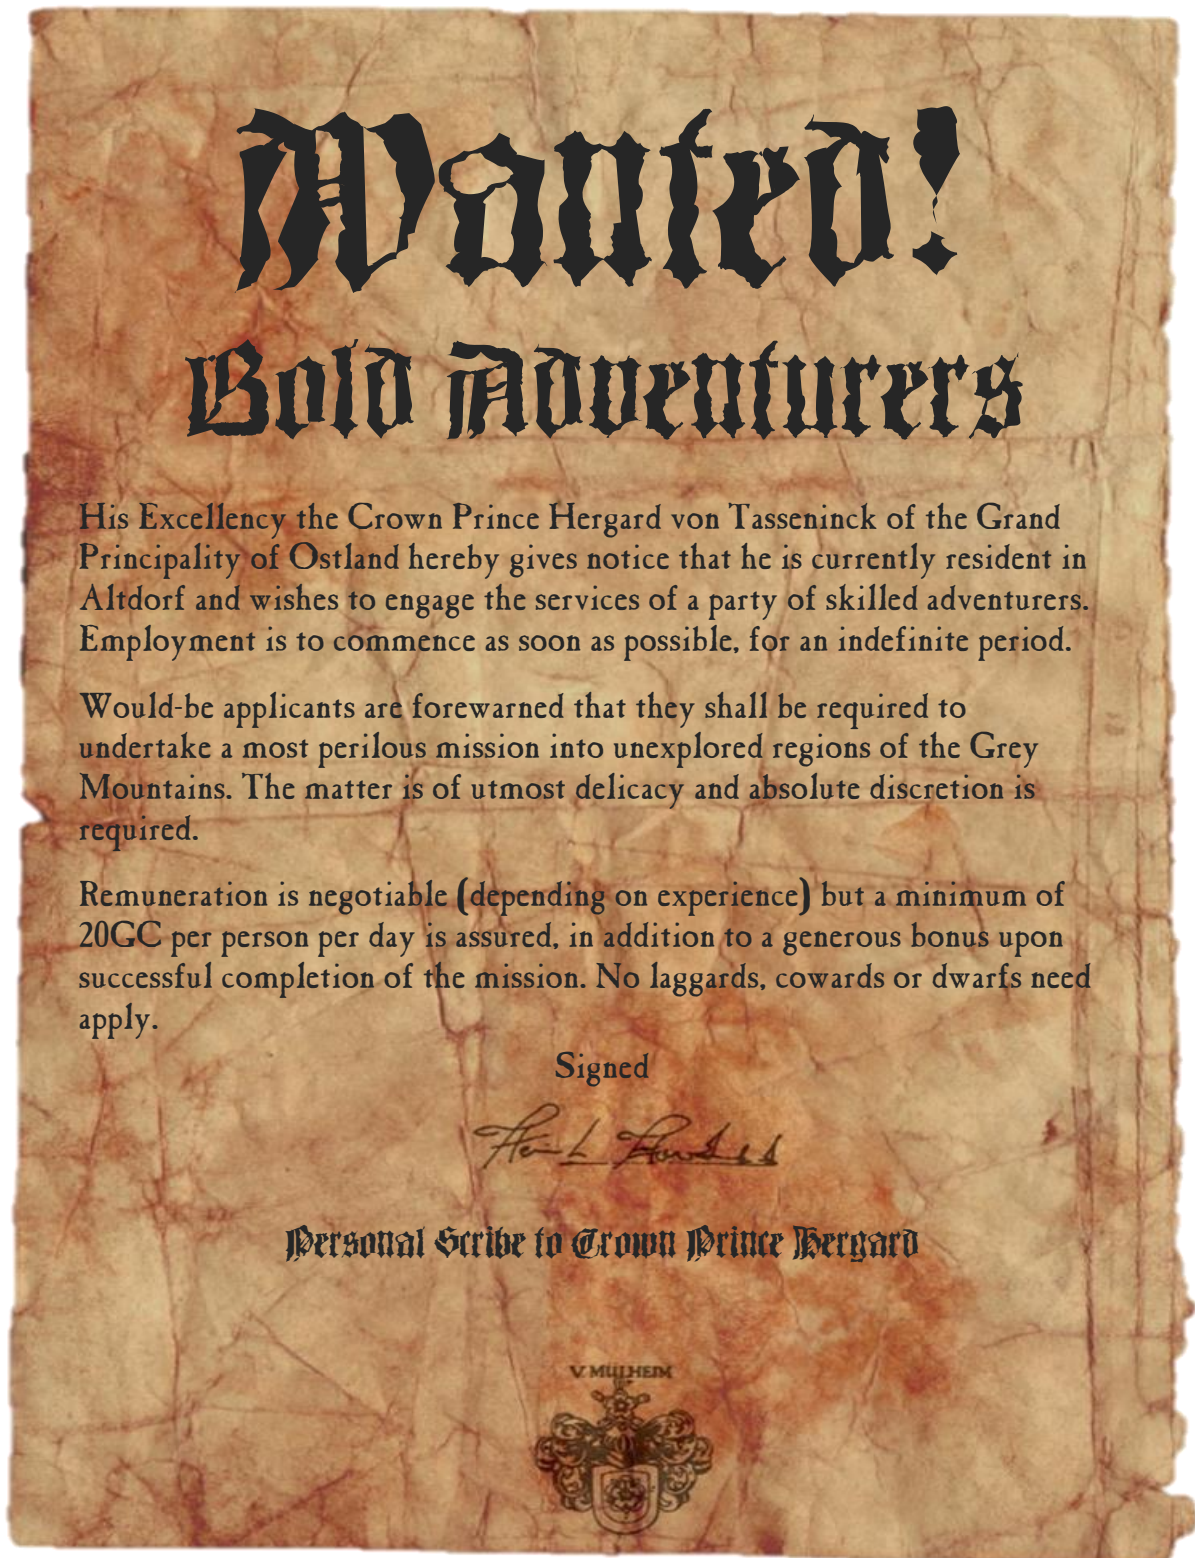 Wanted!
Bold Adventurers
His Excellency the Crown Prince Hergard von Tasseninck of the Grand
Principality of Ostland hereby gives notice that he is currently resident in
Altdorf and wishes to engage the services of a party of skilled adventurers.
Employment is to commence as soon as possible, for an indefinite period.
Would-be applicants are forewarned that they shall be required to
undertake a most perilous mission into unexplored regions of the Grey
Mountains. The matter is of utmost delicacy and absolute discretion is
required.
Remuneration is negotiable (depending on experience) but a minimum of
20GC per person per day is assured, in addition to a generous bonus upon
successful completion of the mission. No laggards, cowards or dwarfs need
apply.
Signed
Personal Scribe to Crown Prince Hergard
V. MULHEIM